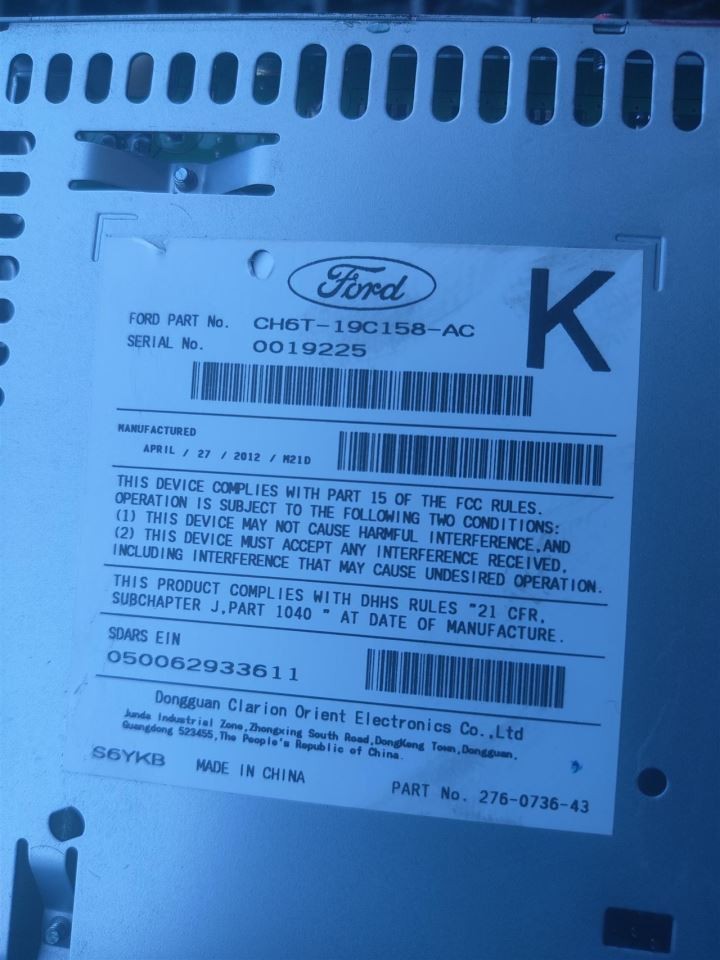 Ford
K
FORD PART No. CH6T-19C158-AC
SERIAL No. 0019225
MANUFACTURED
APRIL / 27 / 2012 / M21D
THIS DEVICE COMPLIES WITH PART 15 OF THE FCC RULES.
OPERATION IS SUBJECT TO THE FOLLOWING TWO CONDITIONS:
(1) THIS DEVICE MAY NOT CAUSE HARMFUL INTERFERENCE,AND
(2) THIS DEVICE MUST ACCEPT ANY INTERFERENCE RECEIVED,
INCLUDING INTERFERENCE THAT MAY CAUSE UNDESIRED OPERATION.
THIS PRODUCT COMPLIES WITH DHHS RULES "21 CFR,
SUBCHAPTER J,PART 1040 " AT DATE OF MANUFACTURE.
SDARS EIN
050062933611
Dongguan Clarion Orient Electronics Co.,Ltd
Junda Industrial Zone,Zhongxing South Road,DongKeng Town,Dongguan,
Guangdong 523455,The People's Republic of China.
S6YKB MADE IN CHINA
PART No. 276-0736-43